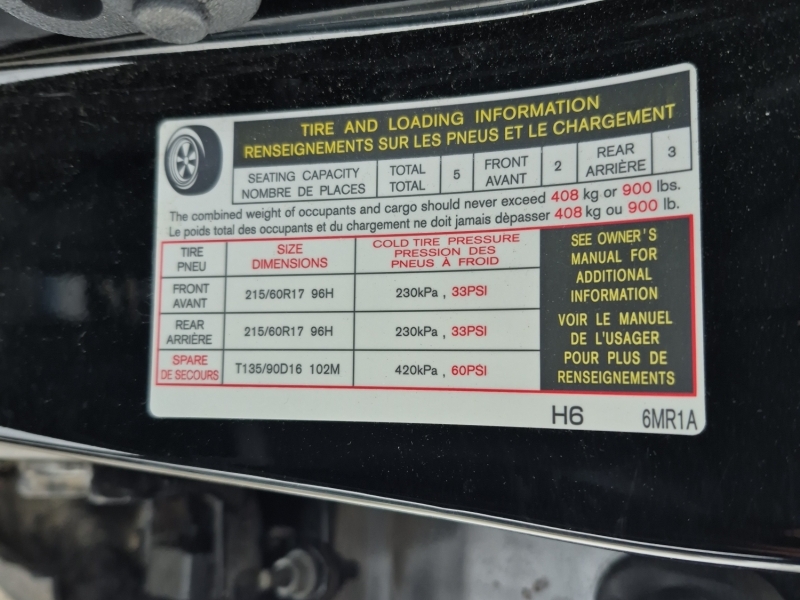 TIRE AND LOADING INFORMATION
RENSEIGNEMENTS SUR LES PNEUS ET LE CHARGEMENT
SEATING CAPACITY
NOMBRE DE PLACES
TOTAL
TOTAL
5
FRONT
AVANT
2
REAR
ARRIÈRE
3
The combined weight of occupants and cargo should never exceed 408 kg or 900 lbs.
Le poids total des occupants et du chargement ne doit jamais dèpasser 408 kg ou 900 lb.
TIRE
PNEU
SIZE
DIMENSIONS
COLD TIRE PRESSURE
PRESSION DES
PNEUS À FROID
FRONT
AVANT
215/60R17 96H
230kPa , 33PSI
REAR
ARRIÈRE
215/60R17 96H
230kPa , 33PSI
SPARE
DE SECOURS
T135/90D16 102M
420kPa , 60PSI
SEE OWNER'S
MANUAL FOR
ADDITIONAL
INFORMATION
VOIR LE MANUEL
DE L'USAGER
POUR PLUS DE
RENSEIGNEMENTS
H6
6MR1A